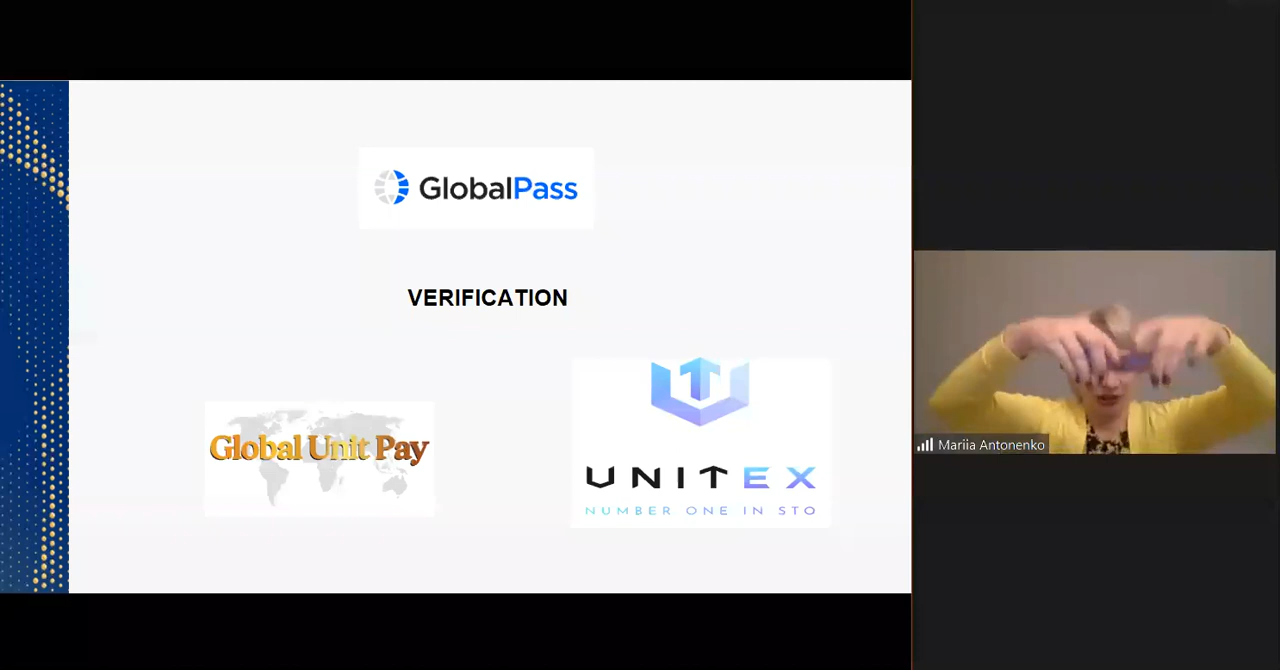 GlobalPass
VERIFICATION
Global Unit Pay
UNITEX
NUMBER ONE IN STO
Mariia Antonenko